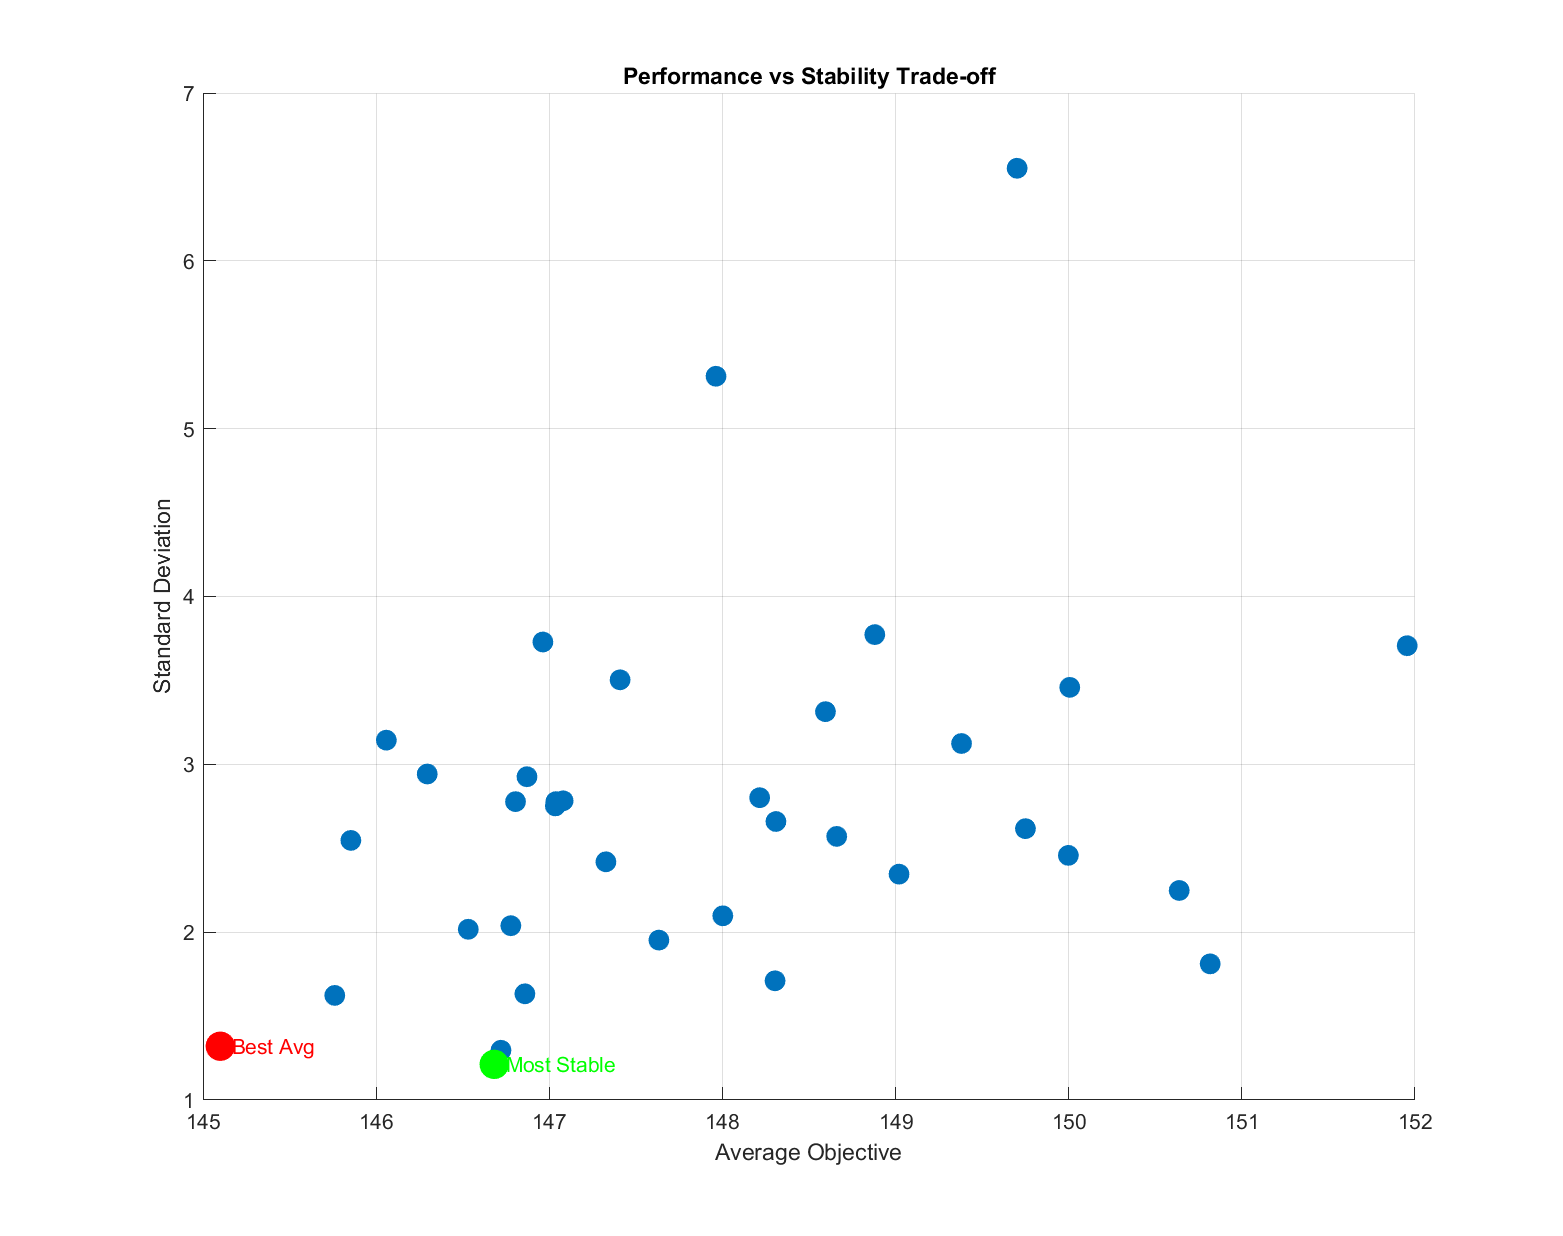 Performance vs Stability Trade-off
7
6
5
4
3
2
1
Standard Deviation
Best Avg
Most Stable
145 146 147 148 149 150 151 152
Average Objective